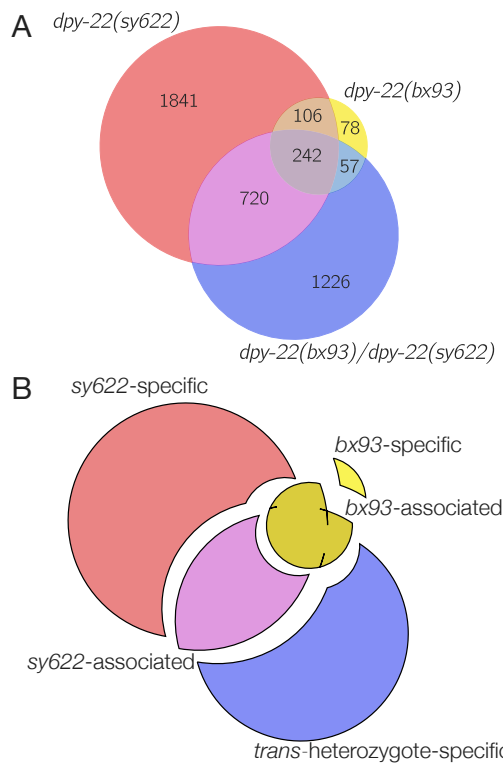 A
dpy-22(sy622)
dpy-22(bx93)
1841
106
78
242
57
720
1226
dpy-22(bx93)/dpy-22(sy622)
B
sy622-specific
bx93-specific
bx93-associated
sy622-associated
trans-heterozygote-specific